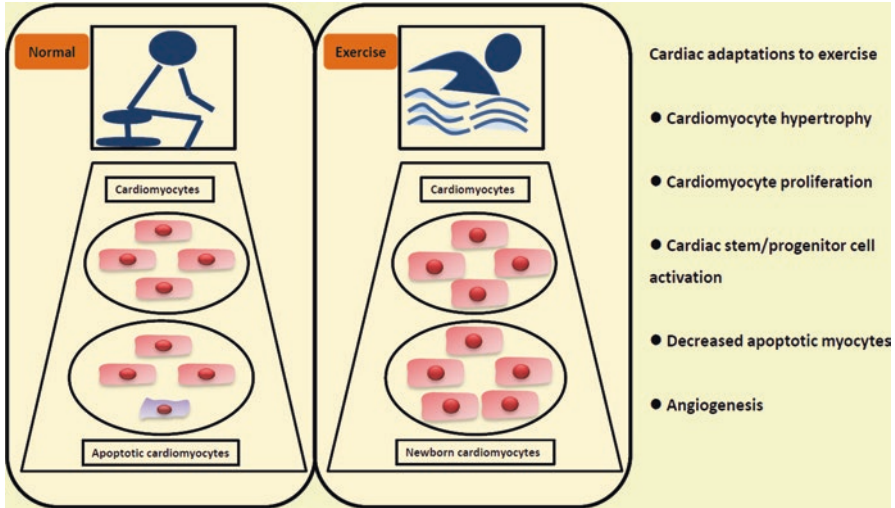 Normal
Cardiomyocytes
Apoptotic cardiomyocytes
Exercise
Cardiomyocytes
Newborn cardiomyocytes
Cardiac adaptations to exercise
● Cardiomyocyte hypertrophy
● Cardiomyocyte proliferation
● Cardiac stem/progenitor cell
activation
● Decreased apoptotic myocytes
● Angiogenesis